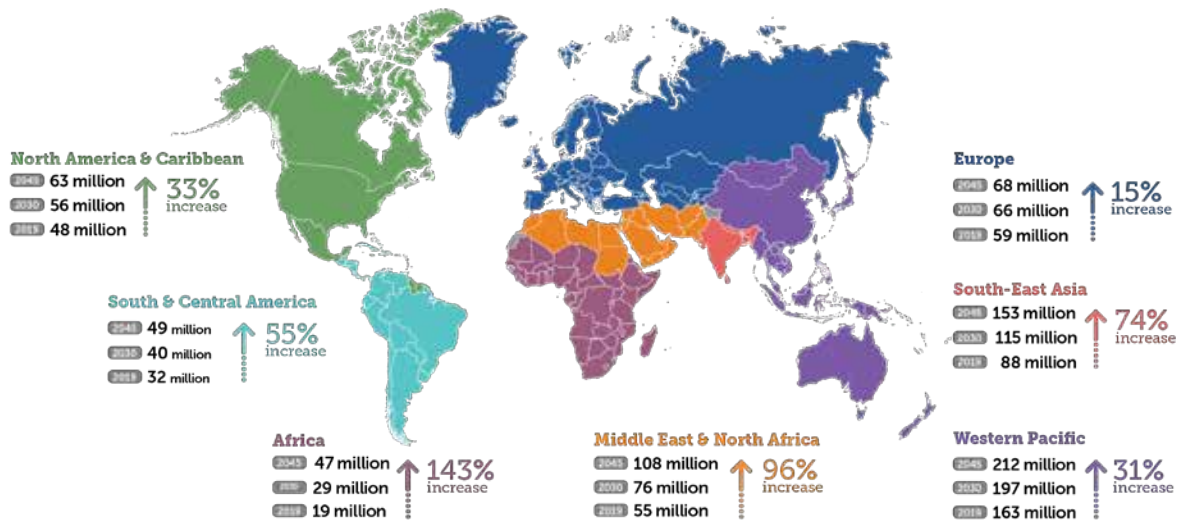 North America & Caribbean
2045 63 million
2030 56 million
2019 48 million
33%
increase
South & Central America
2045 49 million
2030 40 million
2019 32 million
55%
increase
Africa
2045 47 million
2030 29 million
2019 19 million
143%
increase
Middle East & North Africa
2045 108 million
2030 76 million
2019 55 million
96%
increase
Europe
2045 68 million
2030 66 million
2019 59 million
15%
increase
South-East Asia
2045 153 million
2030 115 million
2019 88 million
74%
increase
Western Pacific
2045 212 million
2030 197 million
2019 163 million
31%
increase